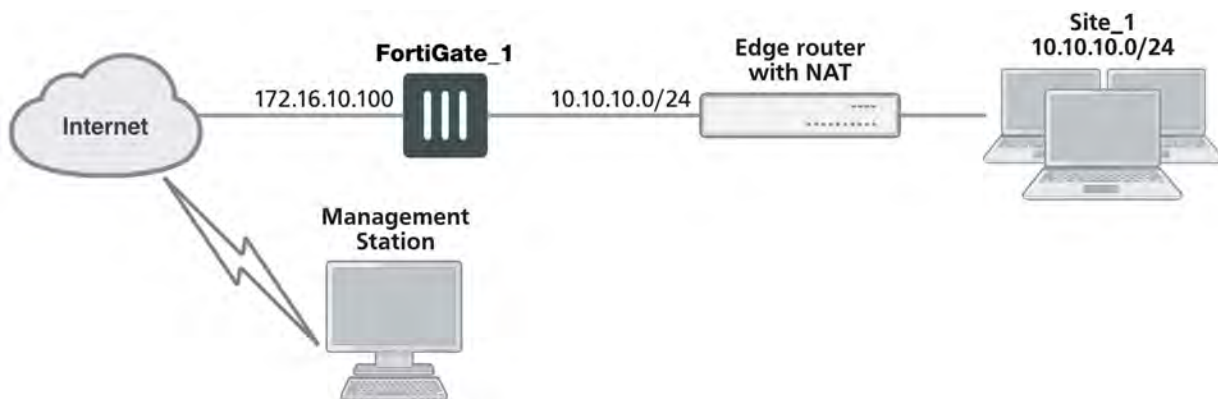 Site_1
10.10.10.0/24
Edge router
with NAT
FortiGate_1
172.16.10.100
10.10.10.0/24
Internet
Management
Station